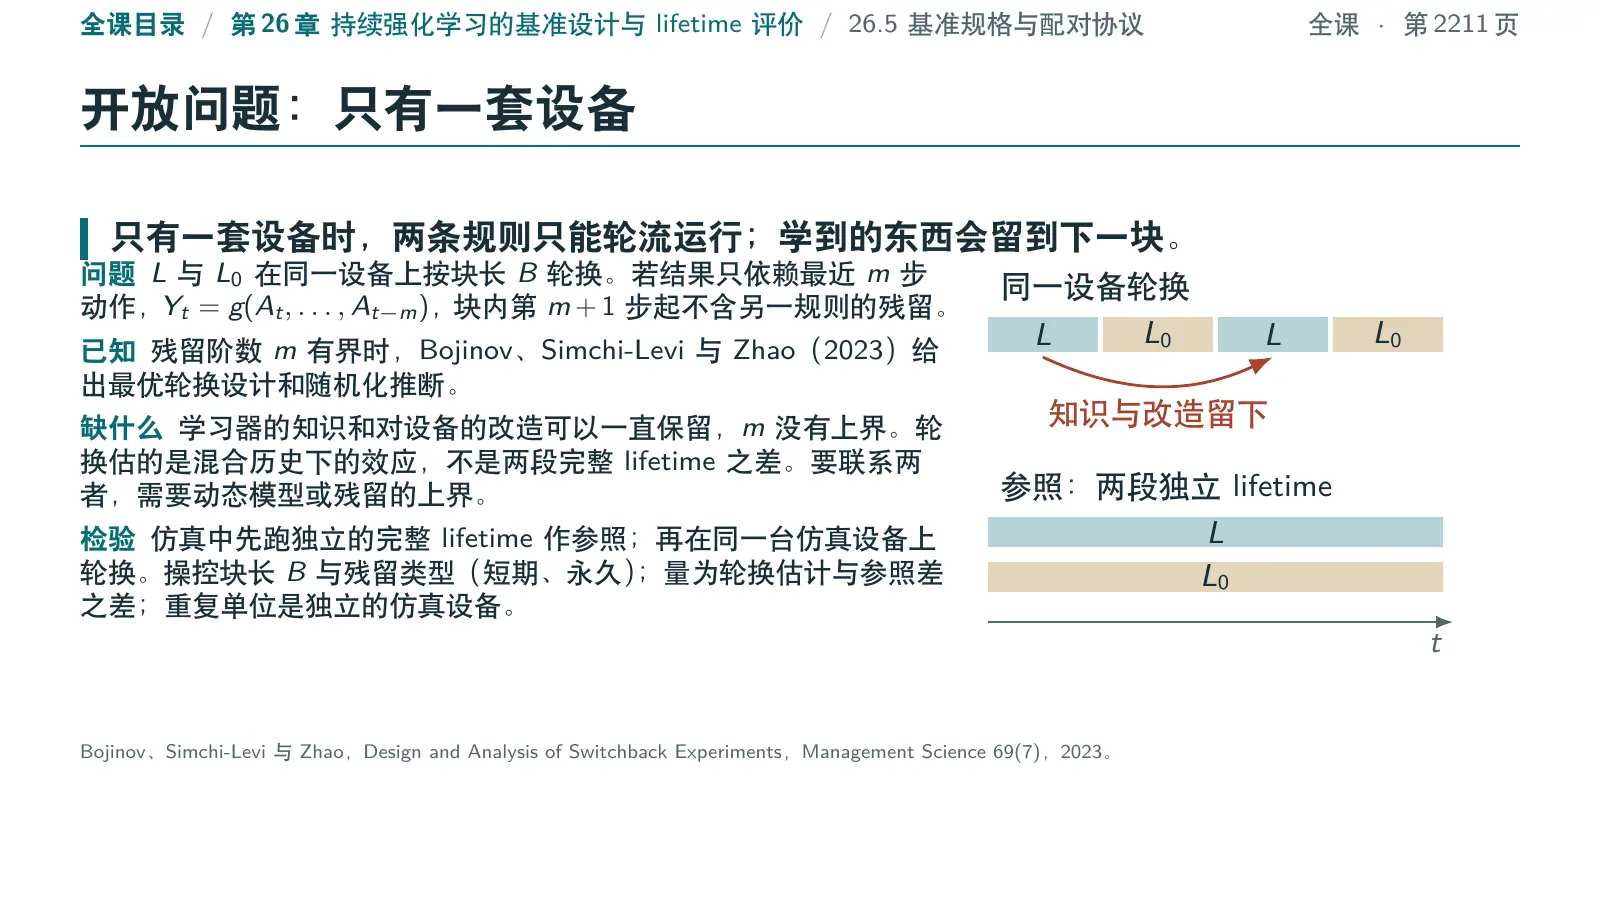 全课目录 / 第 26 章 持续强化学习的基准设计与 lifetime 评价 / 26.5 基准规格与配对协议 全课 · 第 2211 页
开放问题：只有一套设备
只有一套设备时，两条规则只能轮流运行；学到的东西会留到下一块。
问题 L 与 L₀ 在同一设备上按块长 B 轮换。若结果只依赖最近 m 步
动作，Yₜ = g(Aₜ, . . . , Aₜ₋ₘ)，块内第 m + 1 步起不含另一规则的残留。
已知 残留阶数 m 有界时，Bojinov、Simchi-Levi 与 Zhao（2023）给
出最优轮换设计和随机化推断。
缺什么 学习器的知识和对设备的改造可以一直保留，m 没有上界。轮
换估的是混合历史下的效应，不是两段完整 lifetime 之差。要联系两
者，需要动态模型或残留的上界。
检验 仿真中先跑独立的完整 lifetime 作参照；再在同一台仿真设备上
轮换。操控块长 B 与残留类型（短期、永久）；量为轮换估计与参照差
之差；重复单位是独立的仿真设备。
同一设备轮换
L L₀ L L₀
知识与改造留下
参照：两段独立 lifetime
L
L₀
t
Bojinov、Simchi-Levi 与 Zhao，Design and Analysis of Switchback Experiments，Management Science 69(7)，2023。